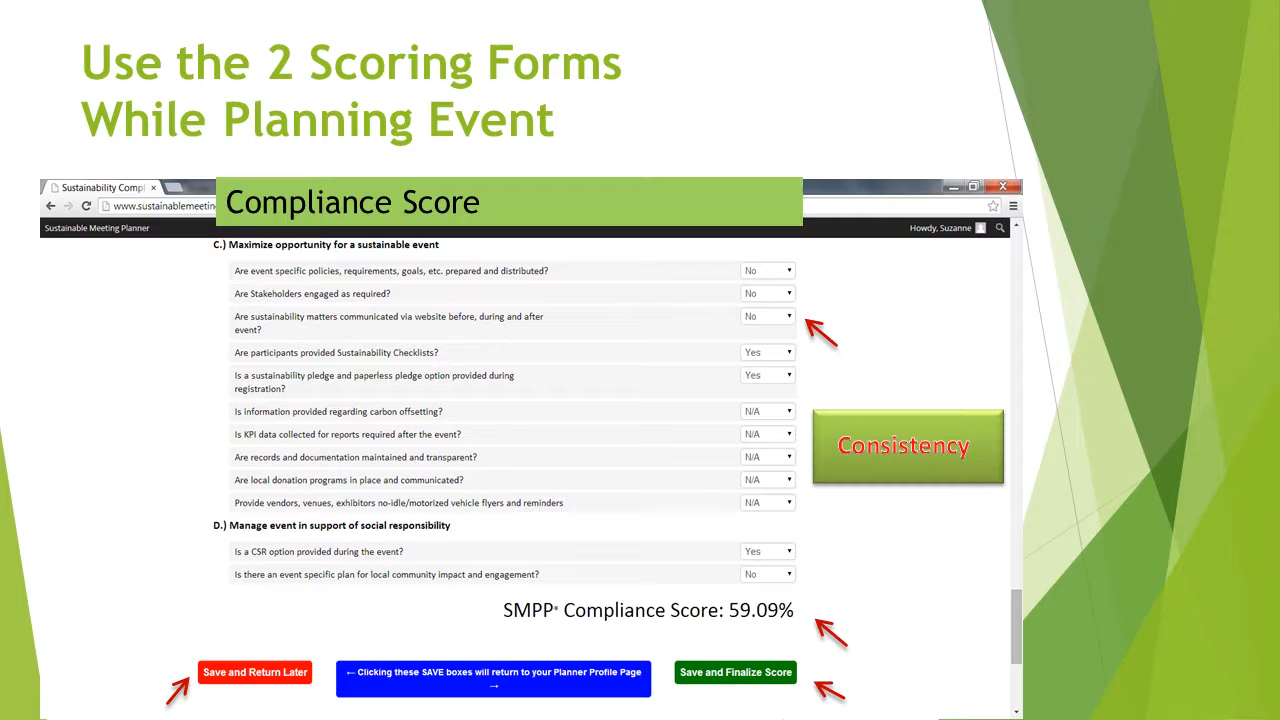 Use the 2 Scoring Forms
While Planning Event
Sustainability Compl
www.sustainablemeetin
Compliance Score
Sustainable Meeting Planner
Howdy, Suzanne
C.) Maximize opportunity for a sustainable event
Are event specific policies, requirements, goals, etc. prepared and distributed? No
Are Stakeholders engaged as required? No
Are sustainability matters communicated via website before, during and after No
event?
Are participants provided Sustainability Checklists? Yes
Is a sustainability pledge and paperless pledge option provided during Yes
registration?
Is information provided regarding carbon offsetting? N/A
Is KPI data collected for reports required after the event? N/A
Are records and documentation maintained and transparent? N/A
Are local donation programs in place and communicated? N/A
Provide vendors, venues, exhibitors no-idle/motorized vehicle flyers and reminders N/A
Consistency
D.) Manage event in support of social responsibility
Is a CSR option provided during the event? Yes
Is there an event specific plan for local community impact and engagement? No
SMPP® Compliance Score: 59.09%
Save and Return Later
← Clicking these SAVE boxes will return to your Planner Profile Page
→
Save and Finalize Score